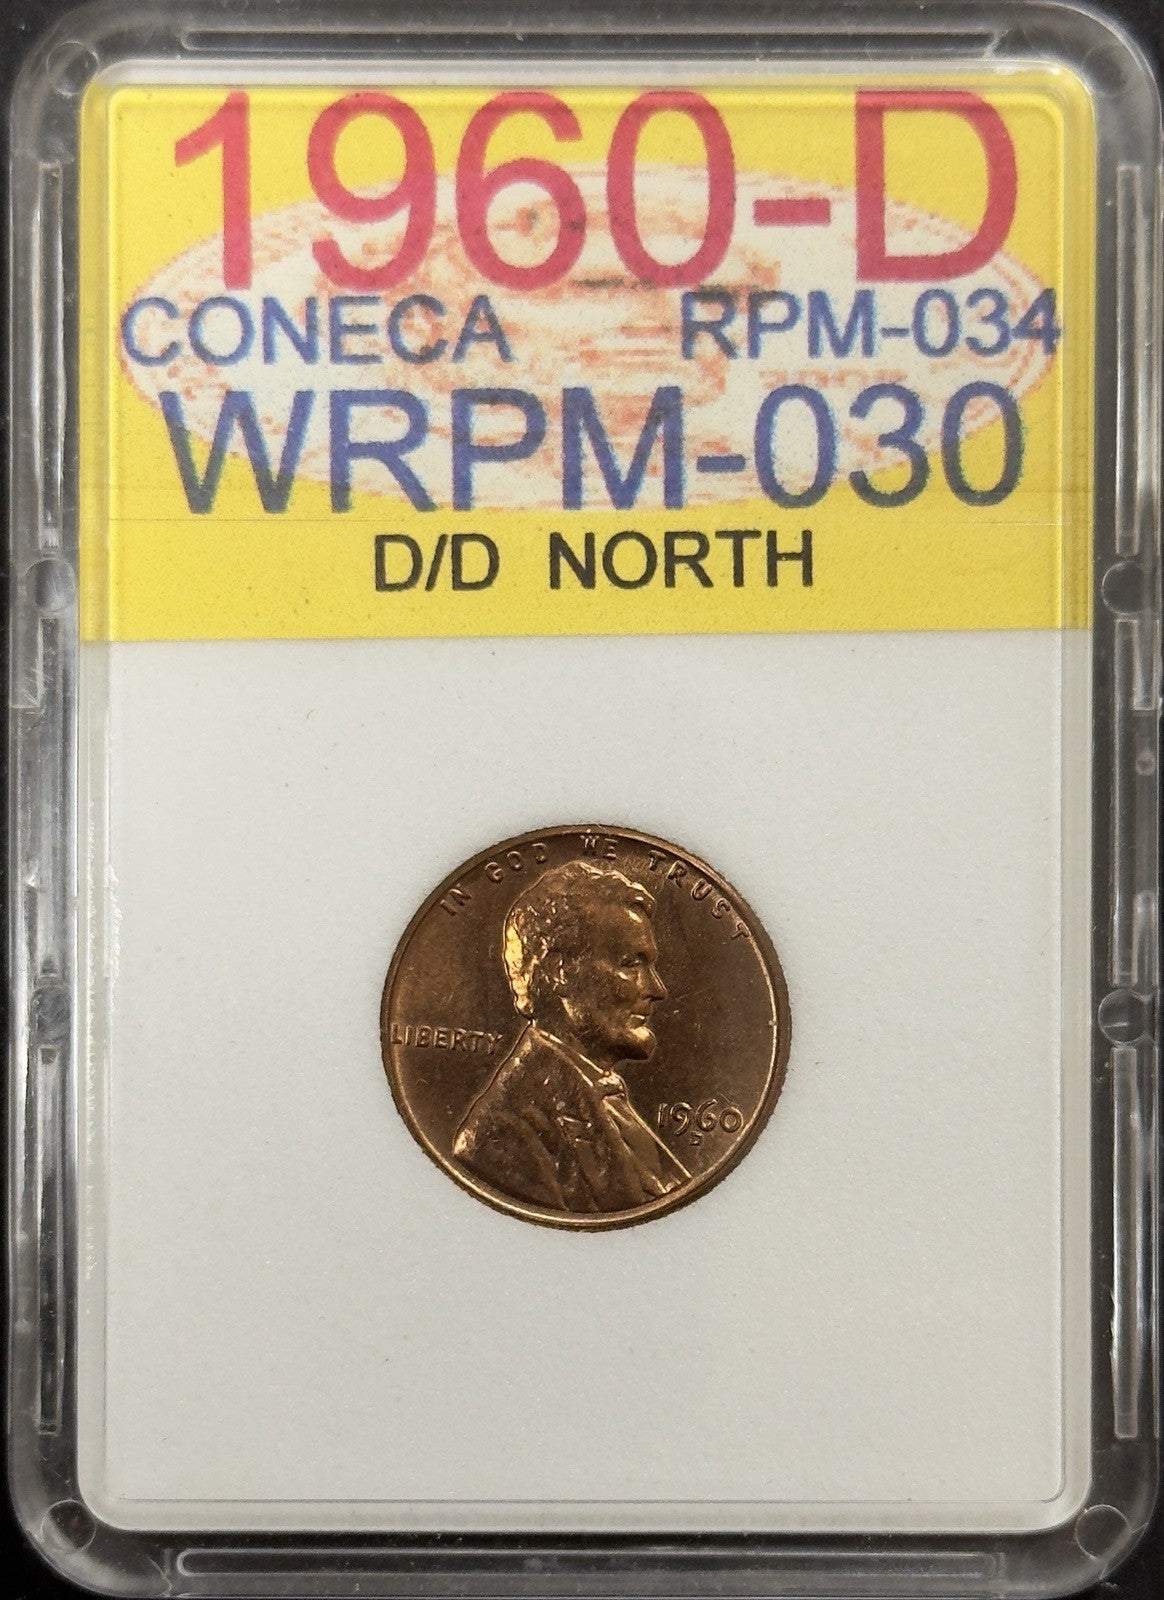 1960-D
CONECA RPM-034
WRPM-030
D/D NORTH
IN GOD WE TRUST
LIBERTY
1960
D